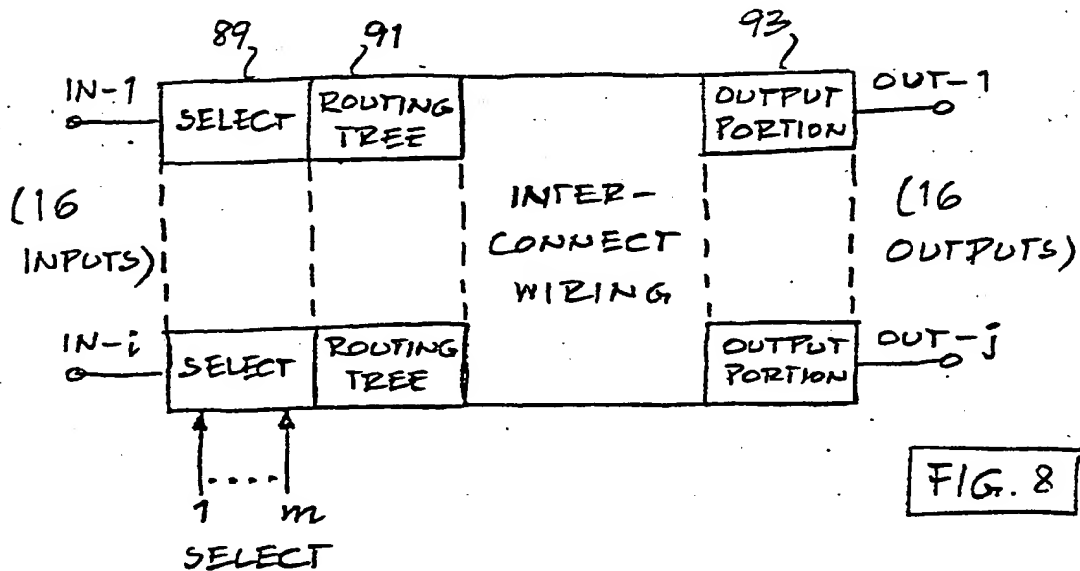 89 91 93
IN-1 SELECT ROUTING TREE OUTPUT PORTION OUT-1
(16 INPUTS) INTER-CONNECT WIRING (16 OUTPUTS)
IN-i SELECT ROUTING TREE OUTPUT PORTION OUT-j
1 .... m
SELECT
FIG. 8